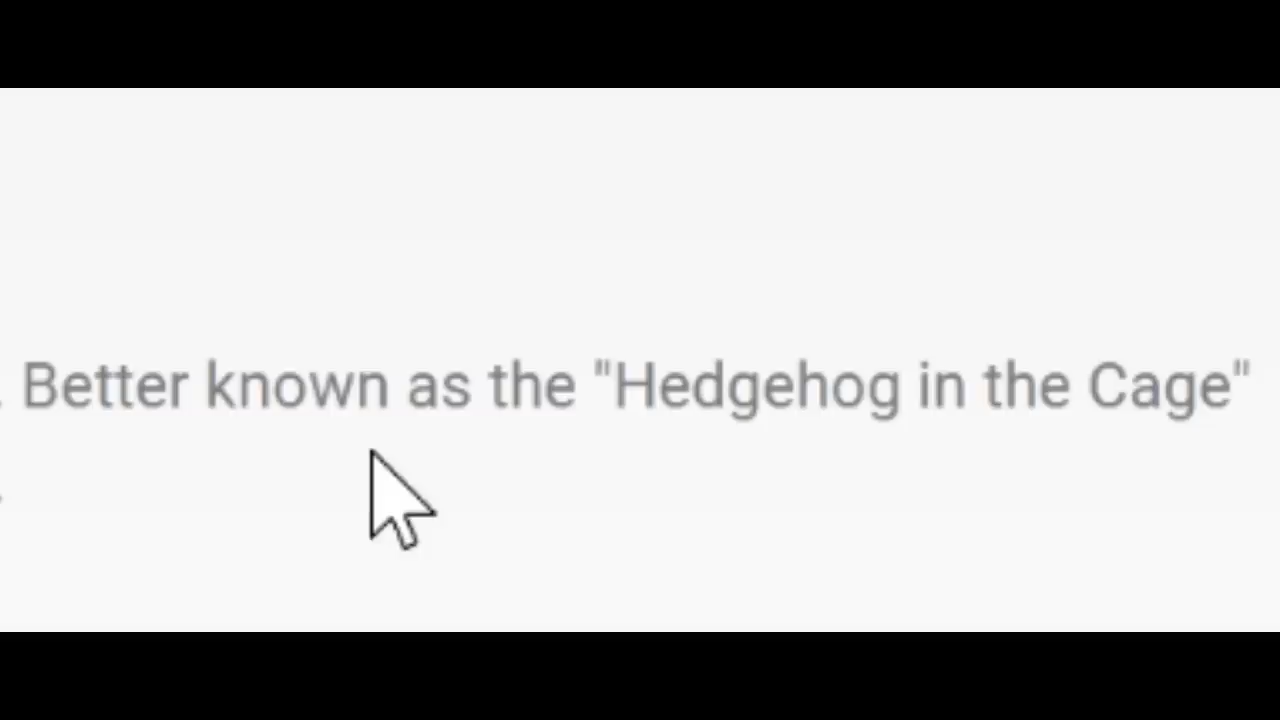 . Better known as the "Hedgehog in the Cage"